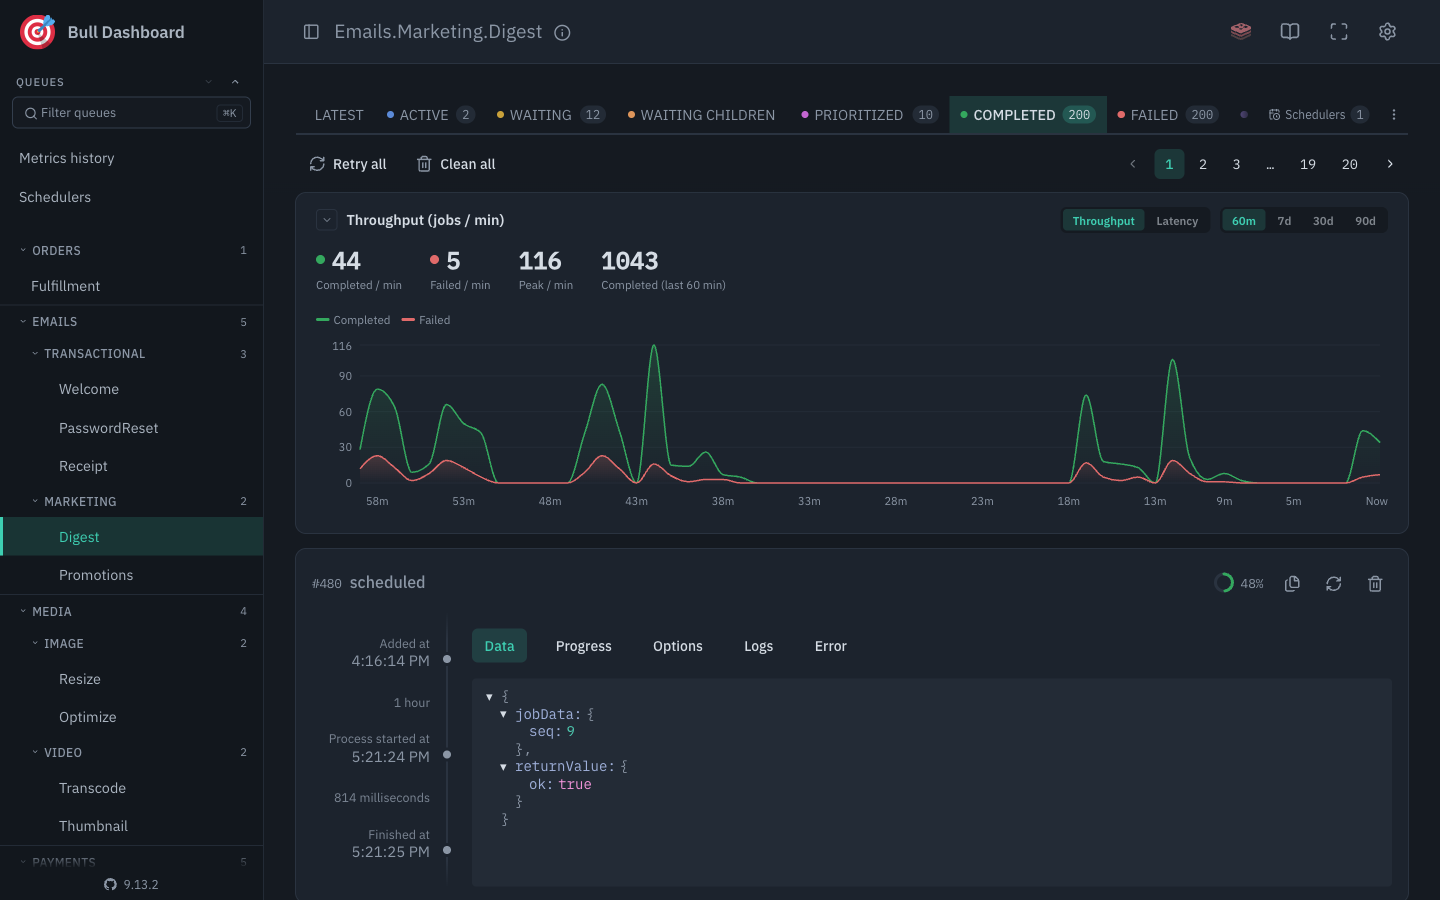 Bull Dashboard
QUEUES
Filter queues ⌘K
Metrics history
Schedulers
ORDERS 1
Fulfillment
EMAILS 5
TRANSACTIONAL 3
Welcome
PasswordReset
Receipt
MARKETING 2
Digest
Promotions
MEDIA 4
IMAGE 2
Resize
Optimize
VIDEO 2
Transcode
Thumbnail
PAYMENTS 5
9.13.2
Emails.Marketing.Digest
LATEST ACTIVE 2 WAITING 12 WAITING CHILDREN PRIORITIZED 10 COMPLETED 200 FAILED 200 Schedulers 1
Retry all Clean all 1 2 3 … 19 20
Throughput (jobs / min) Throughput Latency 60m 7d 30d 90d
44 5 116 1043
Completed / min Failed / min Peak / min Completed (last 60 min)
Completed Failed
116
90
60
30
0
58m 53m 48m 43m 38m 33m 28m 23m 18m 13m 9m 5m Now
#480 scheduled 48%
Added at
4:16:14 PM
1 hour
Process started at
5:21:24 PM
814 milliseconds
Finished at
5:21:25 PM
Data Progress Options Logs Error
{
jobData: {
seq: 9
},
returnValue: {
ok: true
}
}